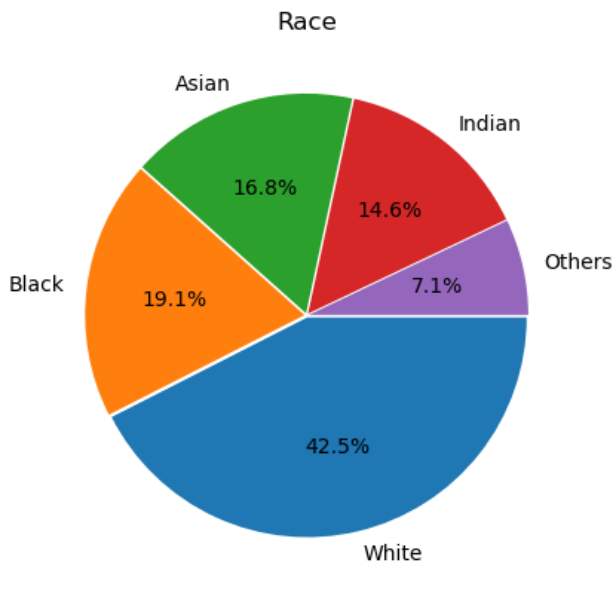 Race
Asian
Indian
16.8%
14.6%
Others
Black
7.1%
19.1%
42.5%
White